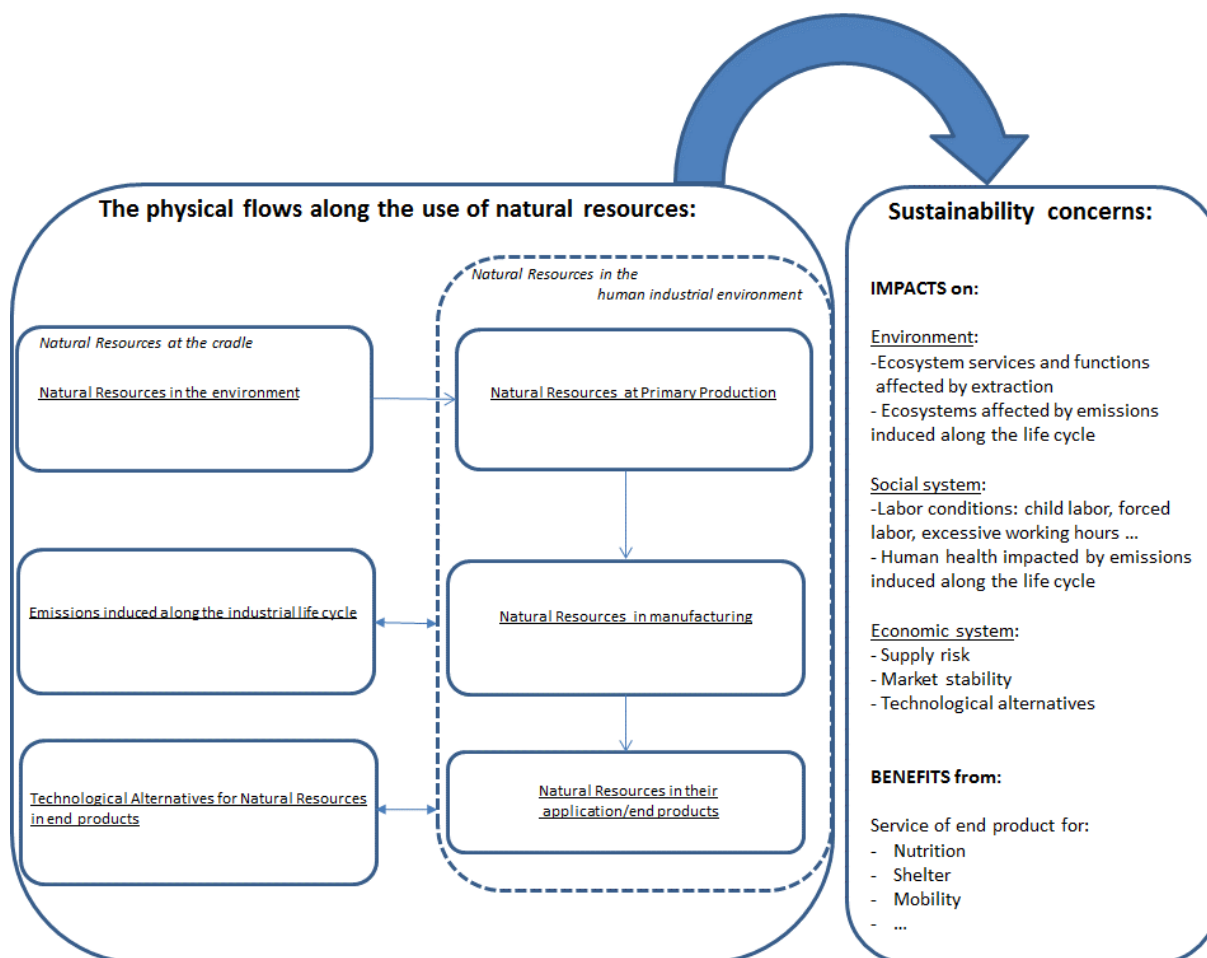 The physical flows along the use of natural resources:
Natural Resources in the
human industrial environment
Natural Resources at the cradle
Natural Resources in the environment
Natural Resources at Primary Production
Emissions induced along the industrial life cycle
Natural Resources in manufacturing
Technological Alternatives for Natural Resources
in end products
Natural Resources in their
application/end products
Sustainability concerns:
IMPACTS on:
Environment:
-Ecosystem services and functions
affected by extraction
- Ecosystems affected by emissions
induced along the life cycle
Social system:
-Labor conditions: child labor, forced
labor, excessive working hours ...
- Human health impacted by emissions
induced along the life cycle
Economic system:
- Supply risk
- Market stability
- Technological alternatives
BENEFITS from:
Service of end product for:
- Nutrition
- Shelter
- Mobility
- ...